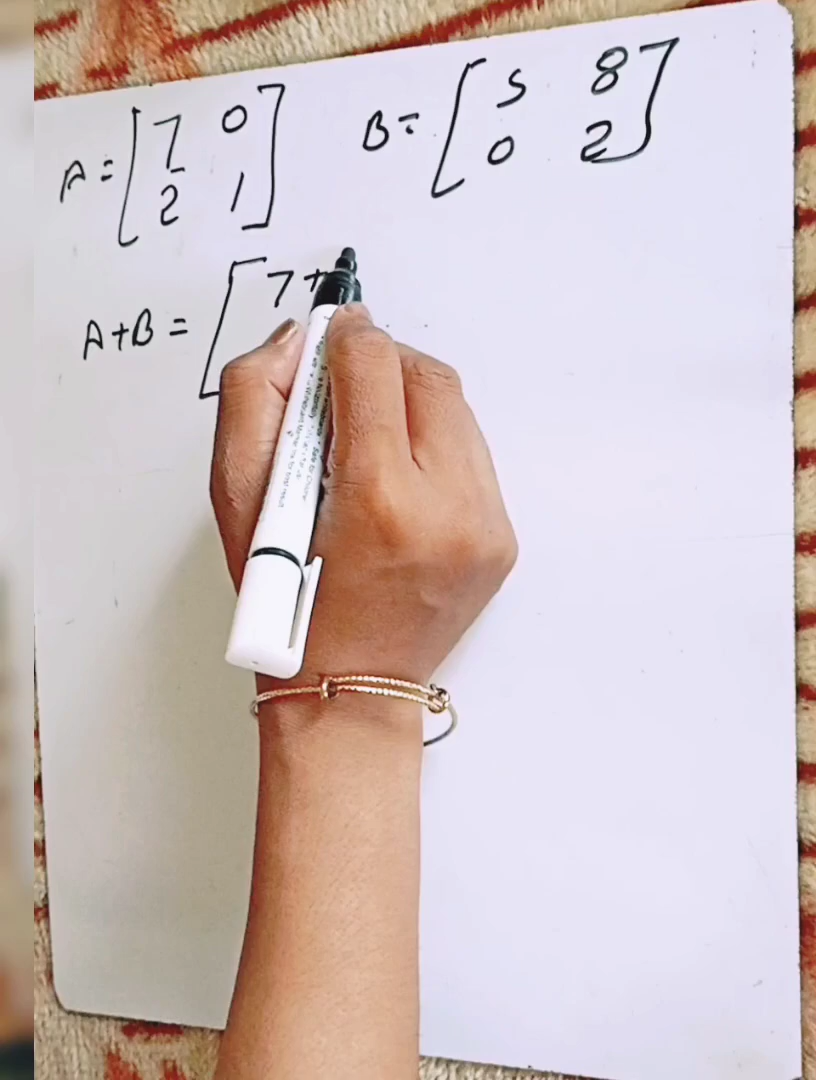 A = [ 7 0 ] B = [ 5 8 ]
[ 2 1 ] [ 0 2 ]
A+B = [ 7+